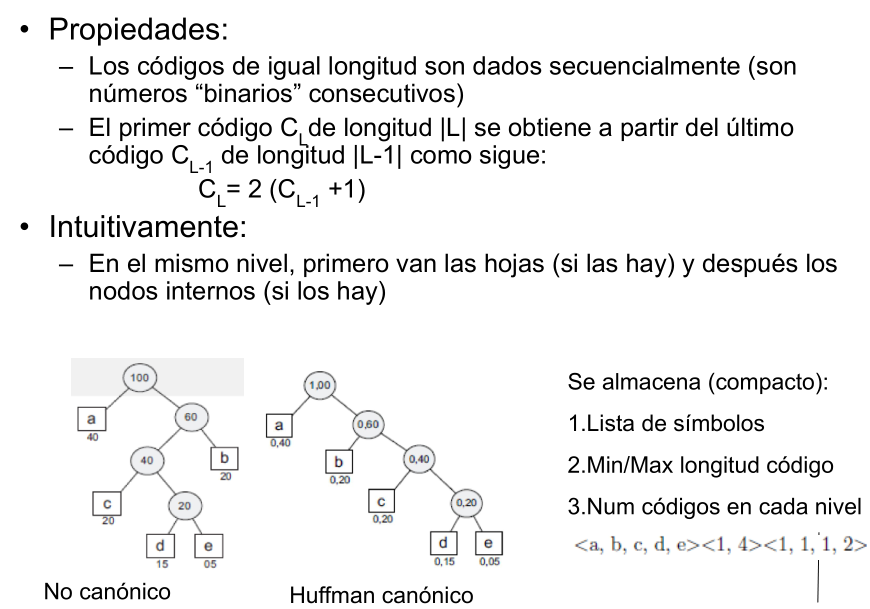 • Propiedades:
– Los códigos de igual longitud son dados secuencialmente (son
números “binarios” consecutivos)
– El primer código CL de longitud |L| se obtiene a partir del último
código CL-1 de longitud |L-1| como sigue:
CL= 2 (CL-1 +1)
• Intuitivamente:
– En el mismo nivel, primero van las hojas (si las hay) y después los
nodos internos (si los hay)
100
a
40
60
40
b
20
c
20
20
d
15
e
05
No canónico
1,00
a
0,40
0,60
b
0,20
0,40
c
0,20
0,20
d
0,15
e
0,05
Huffman canónico
Se almacena (compacto):
1.Lista de símbolos
2.Min/Max longitud código
3.Num códigos en cada nivel
<a, b, c, d, e><1, 4><1, 1, 1, 2>